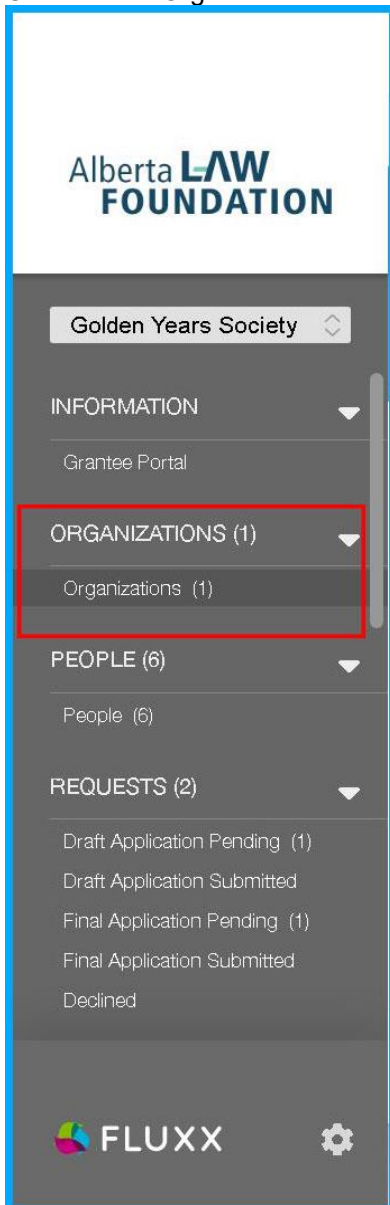 Alberta LAW
FOUNDATION
Golden Years Society
INFORMATION
Grantee Portal
ORGANIZATIONS (1)
Organizations (1)
PEOPLE (6)
People (6)
REQUESTS (2)
Draft Application Pending (1)
Draft Application Submitted
Final Application Pending (1)
Final Application Submitted
Declined
FLUXX